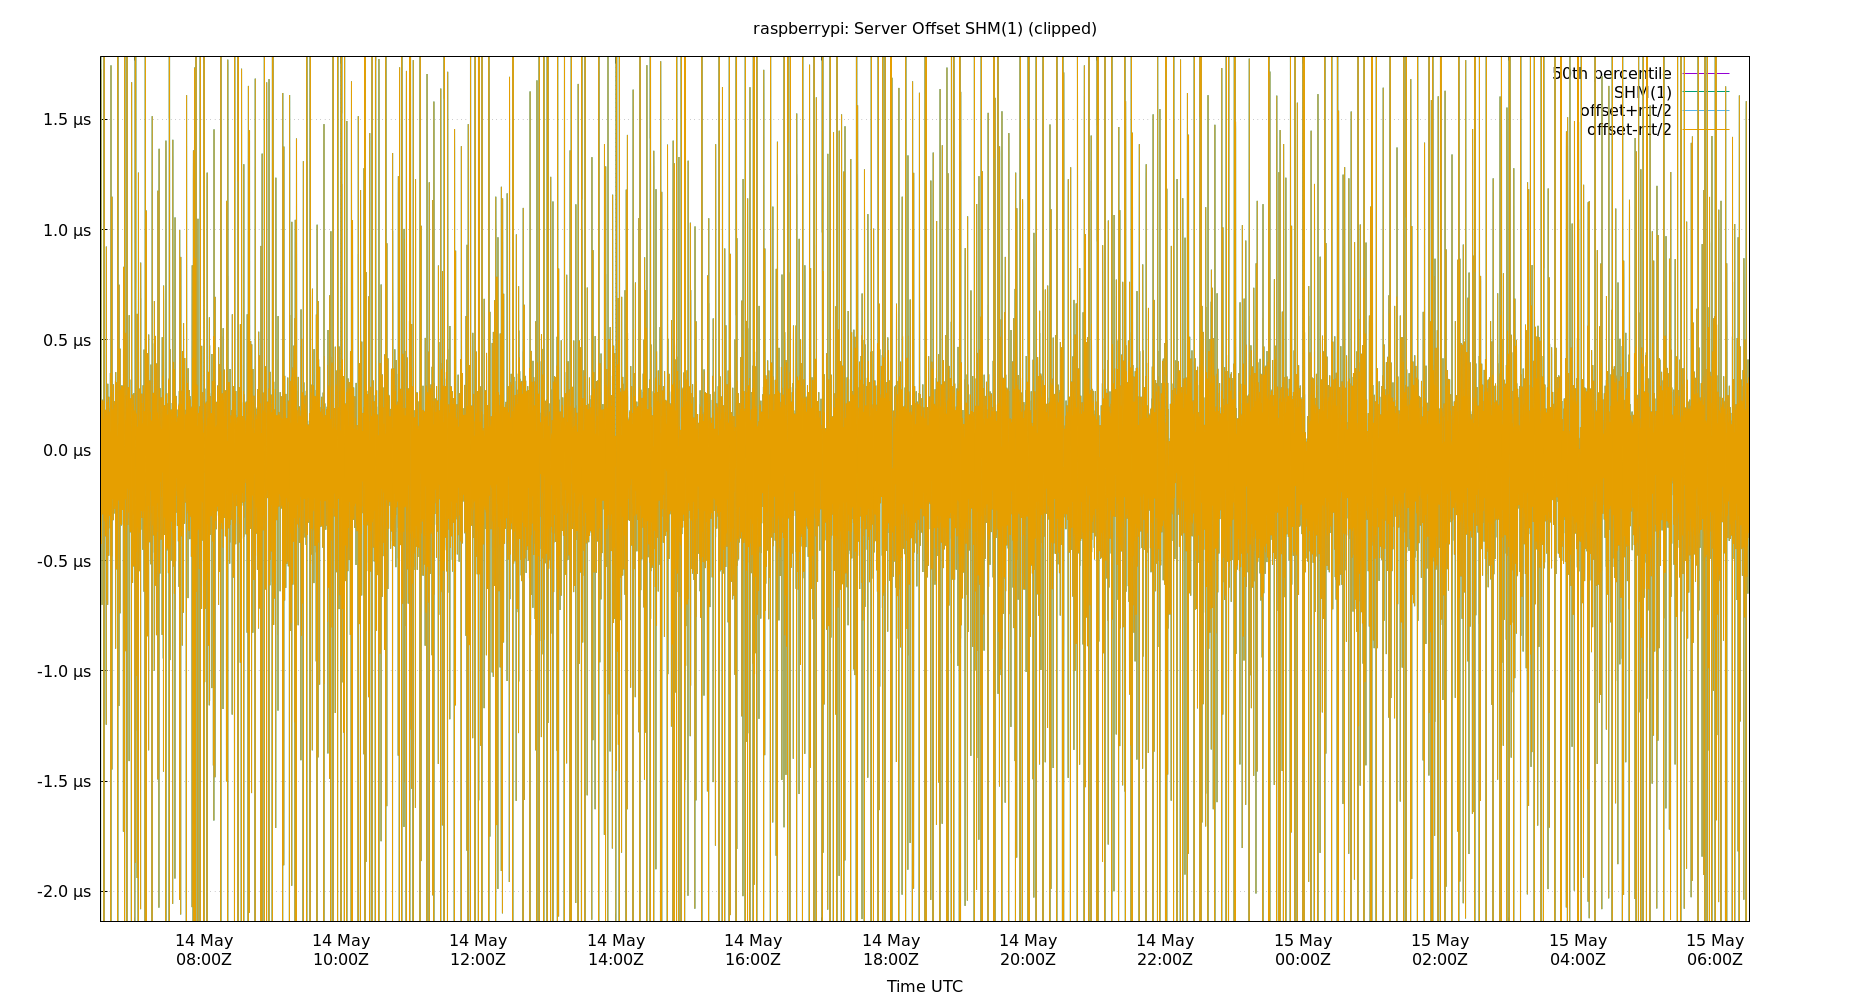 raspberrypi: Server Offset SHM(1) (clipped)
50th percentile
SHM(1)
offset+rtt/2
offset-rtt/2
1.5 µs
1.0 µs
0.5 µs
0.0 µs
-0.5 µs
-1.0 µs
-1.5 µs
-2.0 µs
14 May 14 May 14 May 14 May 14 May 14 May 14 May 14 May 15 May 15 May 15 May 15 May
08:00Z 10:00Z 12:00Z 14:00Z 16:00Z 18:00Z 20:00Z 22:00Z 00:00Z 02:00Z 04:00Z 06:00Z
Time UTC